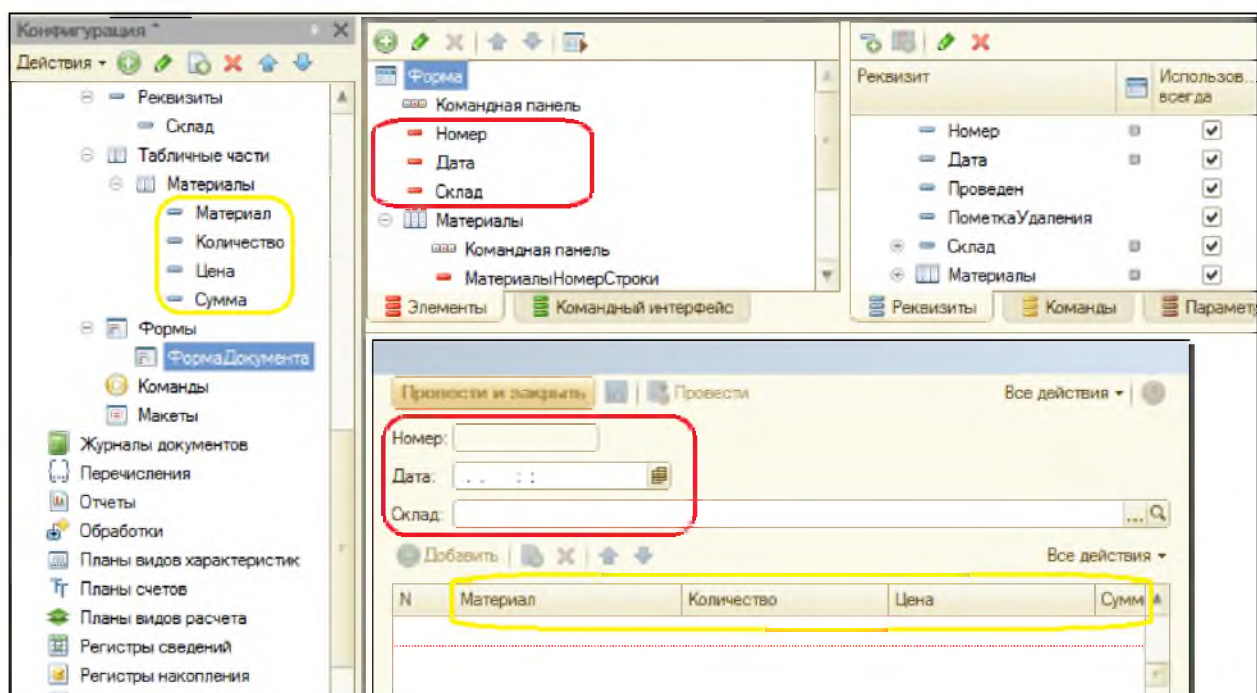 Конфигурация *
Действия
Реквизиты
Склад
Табличные части
Материалы
Материал
Количество
Цена
Сумма
Формы
ФормаДокумента
Команды
Макеты
Журналы документов
Перечисления
Отчеты
Обработки
Планы видов характеристик
Планы счетов
Планы видов расчета
Регистры сведений
Регистры накопления
Форма
Командная панель
Номер
Дата
Склад
Материалы
Командная панель
МатериалыНомерСтроки
Элементы Командный интерфейс
Реквизит Использов...
всегда
Номер
Дата
Проведен
ПометкаУдаления
Склад
Материалы
Реквизиты Команды Парамет
Провести и закрыть Провести Все действия
Номер:
Дата: . . : :
Склад: ...
Добавить Все действия
N Материал Количество Цена Сумм